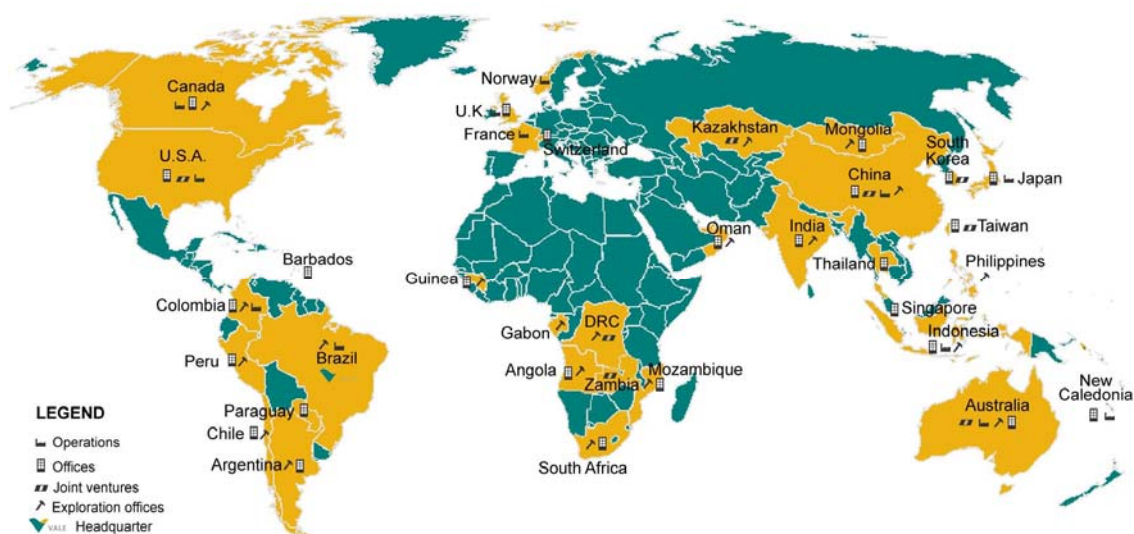 Canada
Norway
U.K.
France
Switzerland
U.S.A.
Kazakhstan
Mongolia
South
Korea
China
Japan
Oman
India
Taiwan
Barbados
Thailand
Philippines
Guinea
Colombia
Singapore
Gabon
DRC
Indonesia
Peru
Brazil
Angola
Zambia
Mozambique
New
Caledonia
Paraguay
Australia
Chile
Argentina
South Africa
LEGEND
Operations
Offices
Joint ventures
Exploration offices
VALE Headquarter